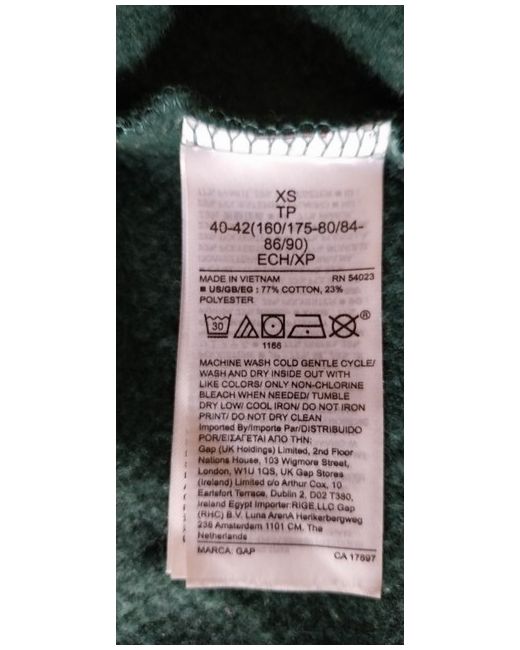 XS
TP
40-42(160/175-80/84-
86/90)
ECH/XP
MADE IN VIETNAM RN 54023
■ US/GB/EG : 77% COTTON, 23%
POLYESTER
30
®
1166
MACHINE WASH COLD GENTLE CYCLE/
WASH AND DRY INSIDE OUT WITH
LIKE COLORS/ ONLY NON-CHLORINE
BLEACH WHEN NEEDED/ TUMBLE
DRY LOW/ COOL IRON/ DO NOT IRON
PRINT/ DO NOT DRY CLEAN
Imported By/Importe Par/DISTRIBUIDO
POR/ΕΙΣΑΓΕΤΑΙ ΑΠΟ ΤΗΝ:
Gap (UK Holdings) Limited, 2nd Floor
Nations House, 103 Wigmore Street,
London, W1U 1QS, UK Gap Stores
(Ireland) Limited c/o Arthur Cox, 10
Earlsfort Terrace, Dublin 2, D02 T380,
Ireland Egypt Importer:RIGE.LLC Gap
(RHC) B.V. Luna ArenA Herikerbergweg
238 Amsterdam 1101 CM. The
Netherlands
MARCA: GAP CA 17897